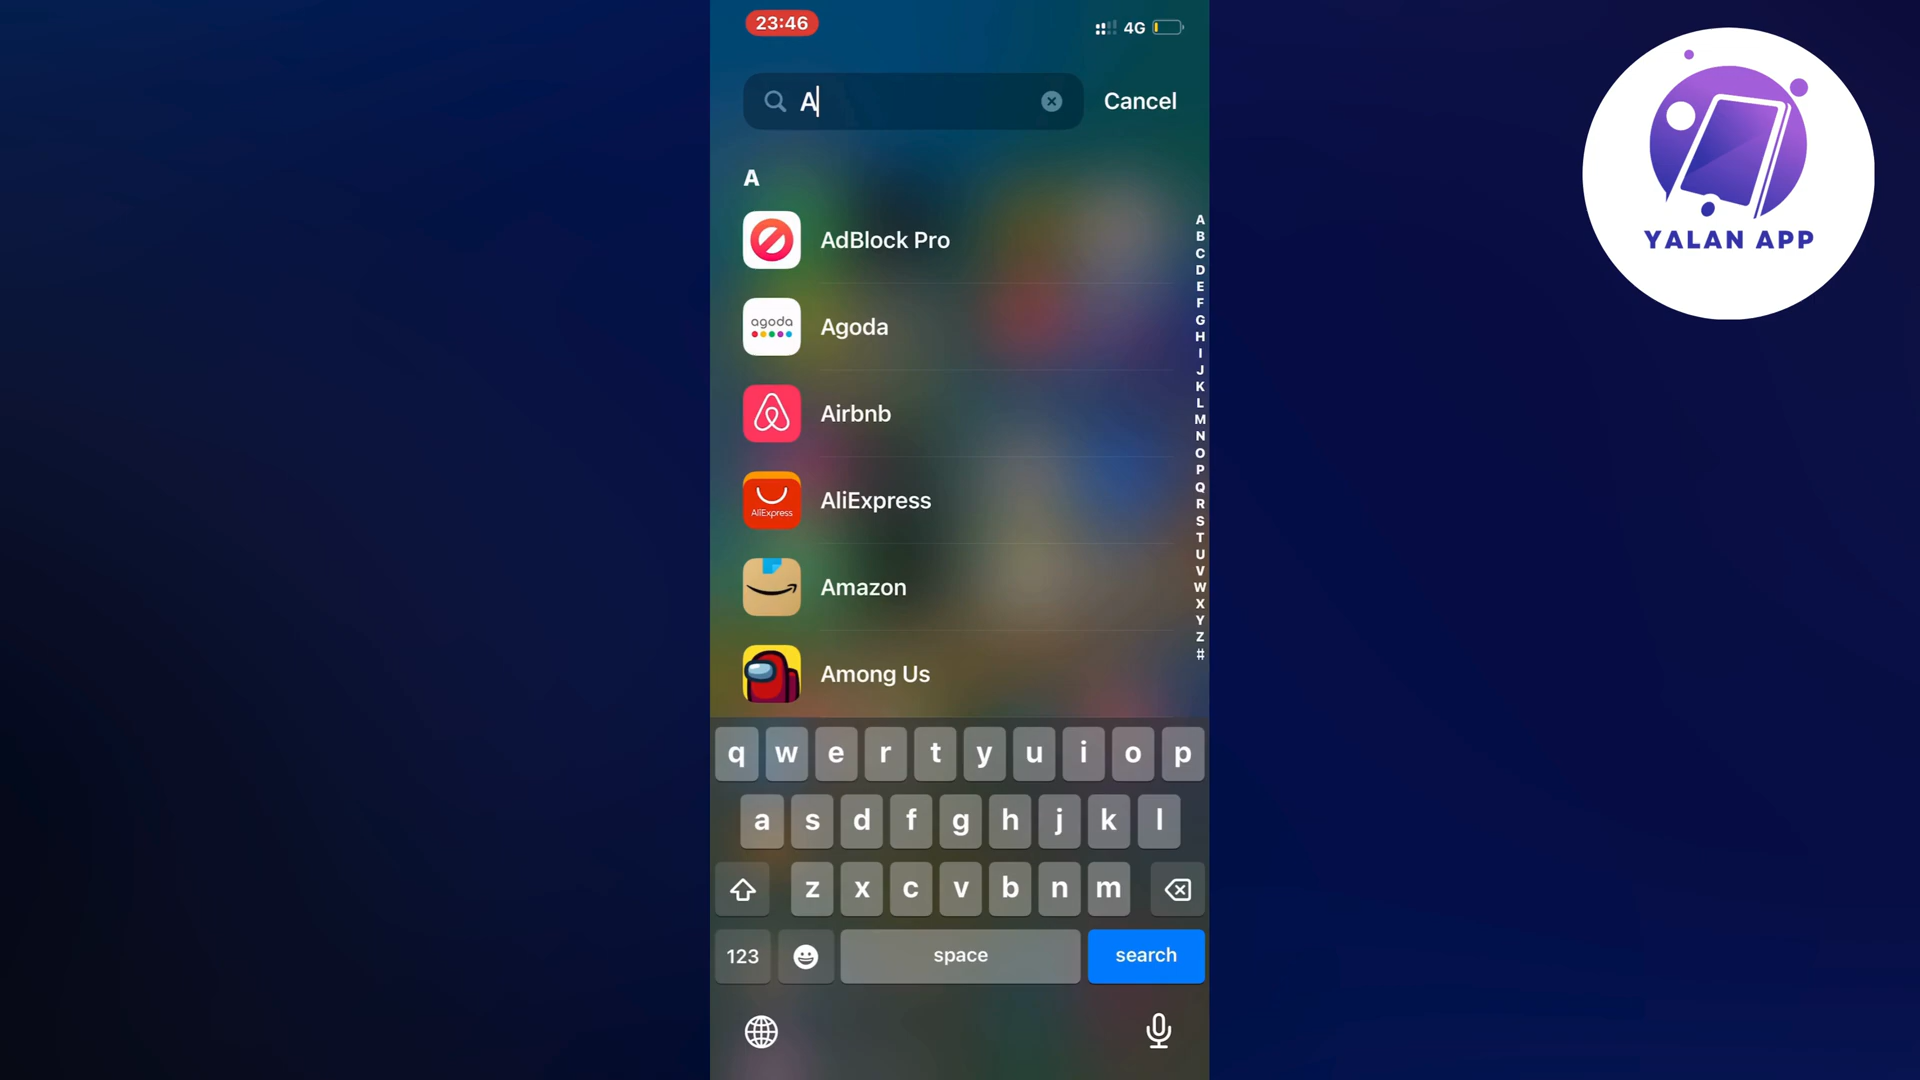 23:46
4G
A
Cancel
YALAN APP
A
AdBlock Pro
agoda
Agoda
Airbnb
AliExpress
AliExpress
Amazon
Among Us
A
B
C
D
E
F
G
H
I
J
K
L
M
N
O
P
Q
R
S
T
U
V
W
X
Y
Z
#
q w e r t y u i o p
a s d f g h j k l
z x c v b n m
123
space
search